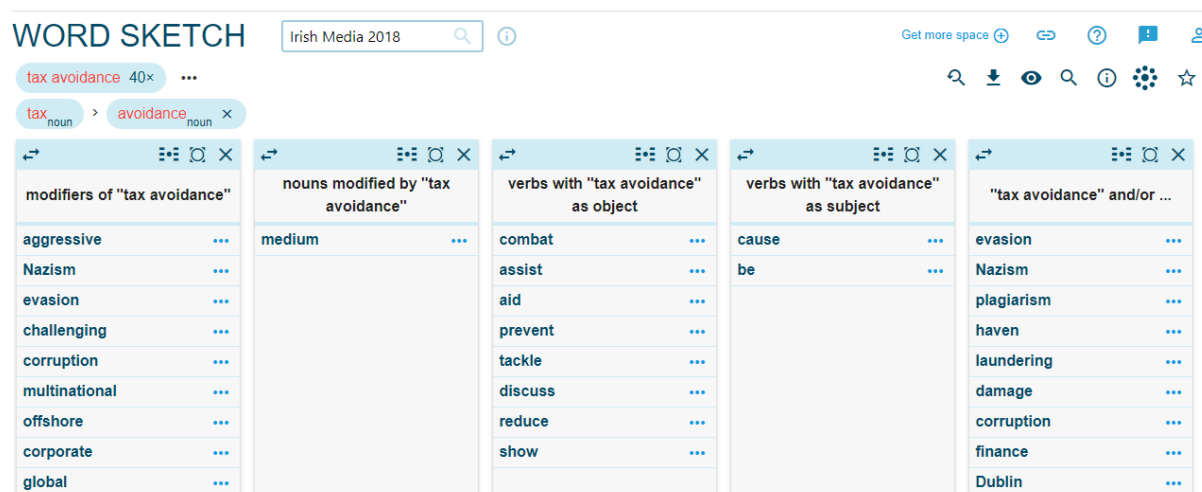 WORD SKETCH
Irish Media 2018
Get more space
tax avoidance 40×
tax noun > avoidance noun ×
modifiers of "tax avoidance"
aggressive
Nazism
evasion
challenging
corruption
multinational
offshore
corporate
global
nouns modified by "tax
avoidance"
medium
verbs with "tax avoidance"
as object
combat
assist
aid
prevent
tackle
discuss
reduce
show
verbs with "tax avoidance"
as subject
cause
be
"tax avoidance" and/or ...
evasion
Nazism
plagiarism
haven
laundering
damage
corruption
finance
Dublin